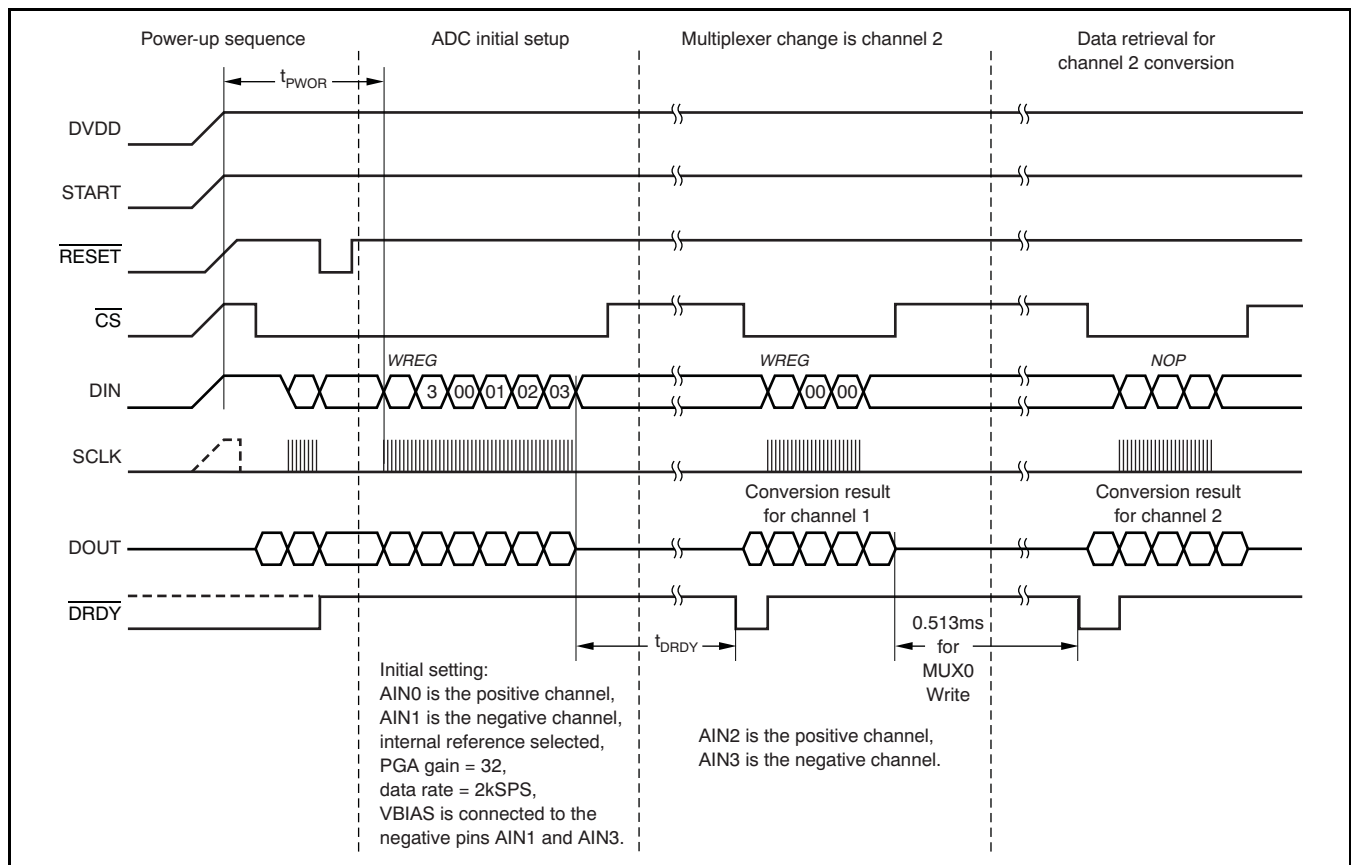 Power-up sequence
ADC initial setup
Multiplexer change is channel 2
Data retrieval for
channel 2 conversion
tPWOR
DVDD
START
RESET
CS
WREG
WREG
NOP
DIN
3
00
01
02
03
00
00
SCLK
Conversion result
for channel 1
Conversion result
for channel 2
DOUT
DRDY
tDRDY
0.513ms
for
MUX0
Write
Initial setting:
AIN0 is the positive channel,
AIN1 is the negative channel,
internal reference selected,
PGA gain = 32,
data rate = 2kSPS,
VBIAS is connected to the
negative pins AIN1 and AIN3.
AIN2 is the positive channel,
AIN3 is the negative channel.